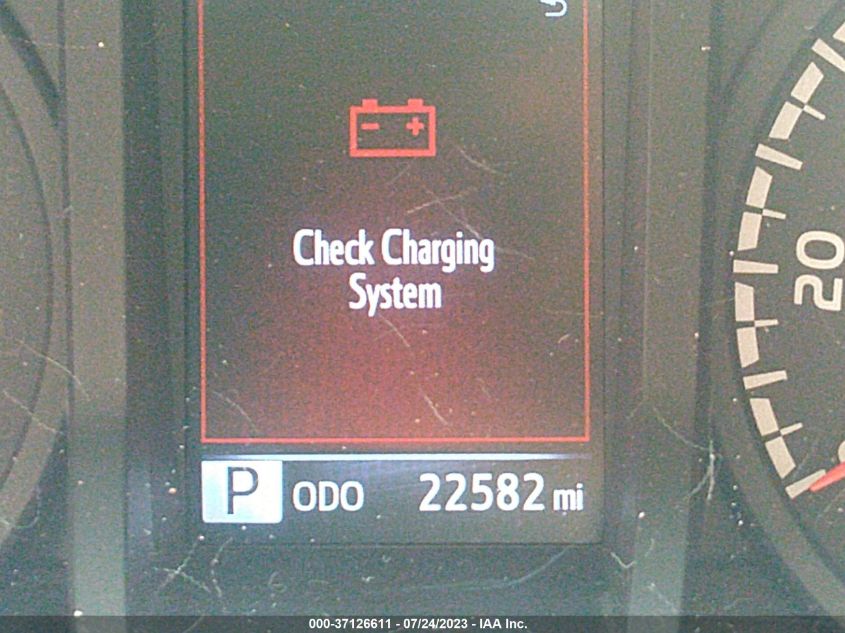 Check Charging
System
20
P ODO 22582 mi
000-37126611 - 07/24/2023 - IAA Inc.